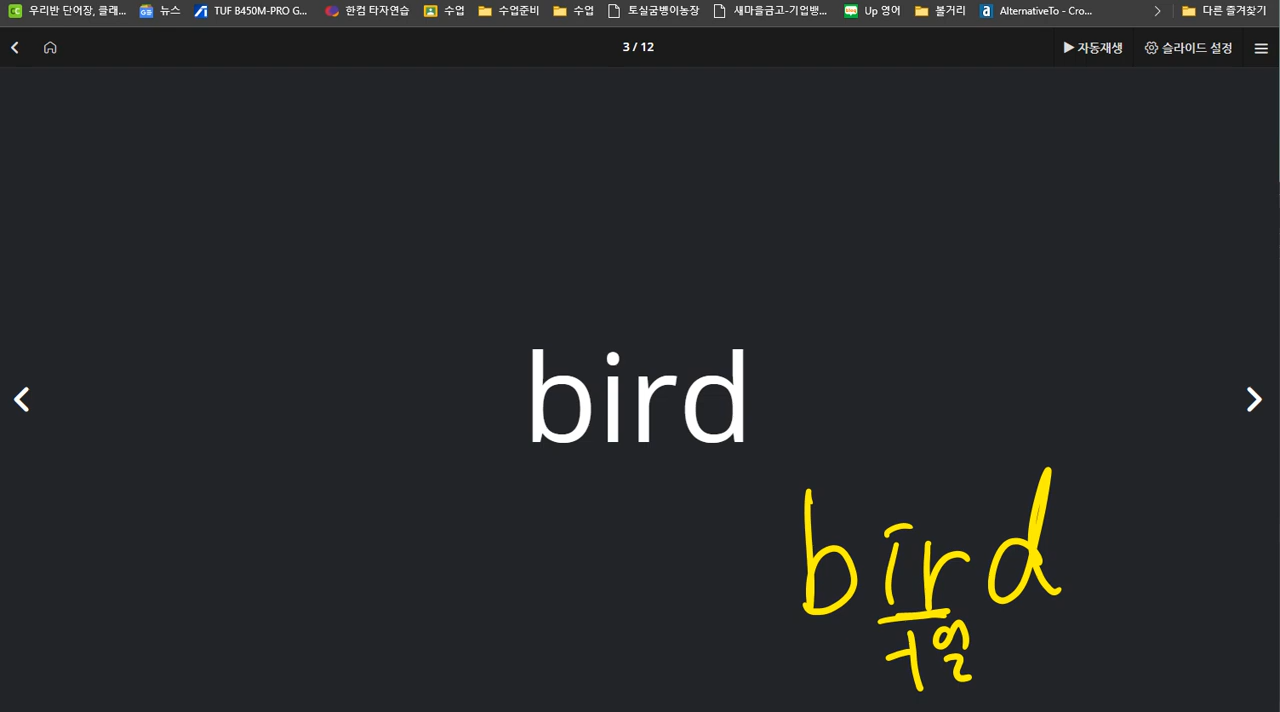 우리반 단어장, 클래... 뉴스 TUF B450M-PRO G... 한컴 타자연습 수업 수업준비 수업 토실굼벵이농장 새마을금고-기업뱅... Up 영어 볼거리 AlternativeTo - Cro... 다른 즐겨찾기
3 / 12 자동재생 슬라이드 설정
bird
bird